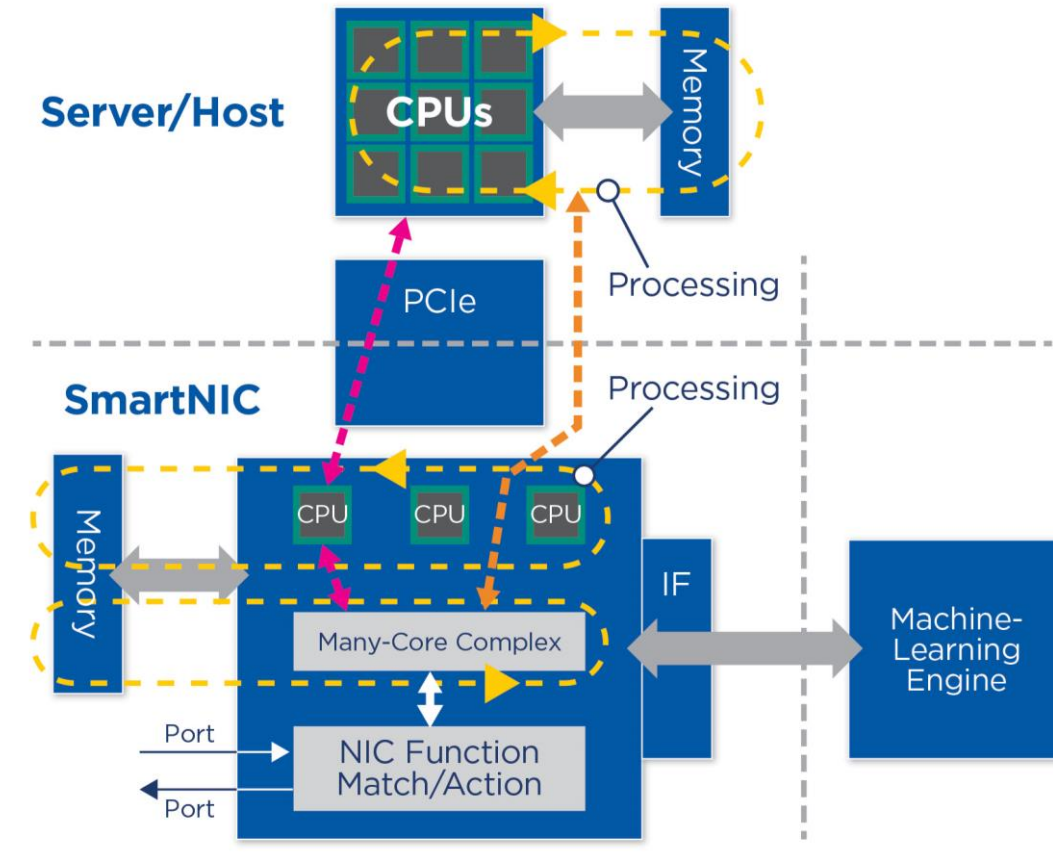 Server/Host
CPUs
Memory
Processing
PCIe
SmartNIC
Processing
Memory
CPU
CPU
CPU
IF
Many-Core Complex
Machine-
Learning
Engine
Port
NIC Function
Match/Action
Port